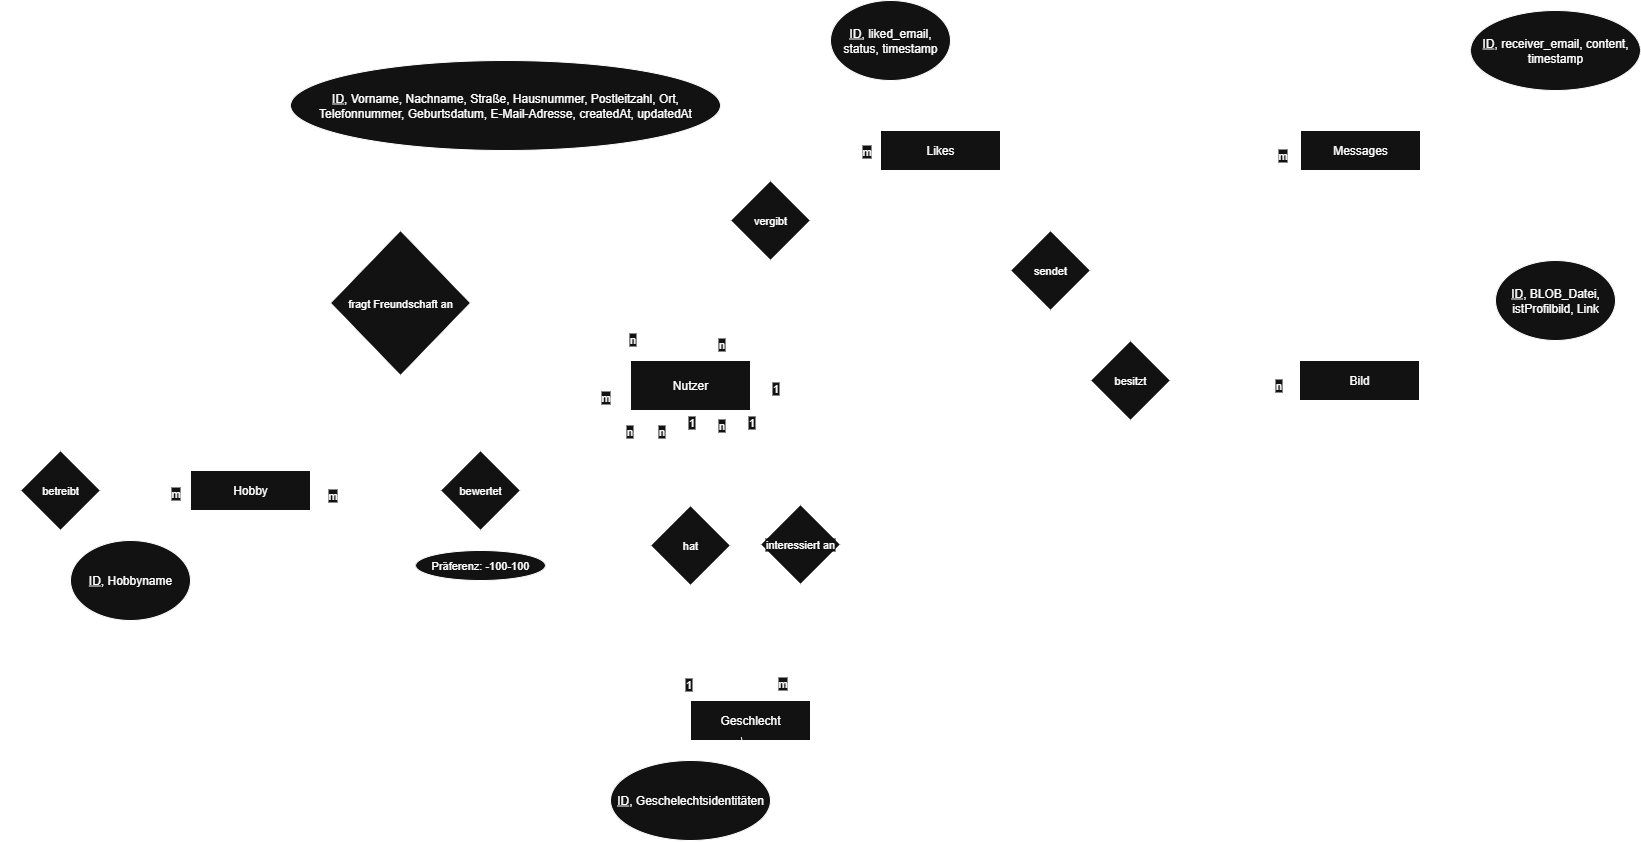 ID, liked_email,
status, timestamp
ID, receiver_email, content,
timestamp
ID, Vorname, Nachname, Straße, Hausnummer, Postleitzahl, Ort,
Telefonnummer, Geburtsdatum, E-Mail-Adresse, createdAt, updatedAt
m
Likes
m
Messages
vergibt
sendet
fragt Freundschaft an
ID, BLOB_Datei,
istProfilbild, Link
n
n
Nutzer
m
1
besitzt
n
Bild
n
n
1
n
1
betreibt
m
Hobby
m
bewertet
hat
interessiert an
Präferenz: -100-100
ID, Hobbyname
1
m
Geschlecht
ID, Geschelechtsidentitäten